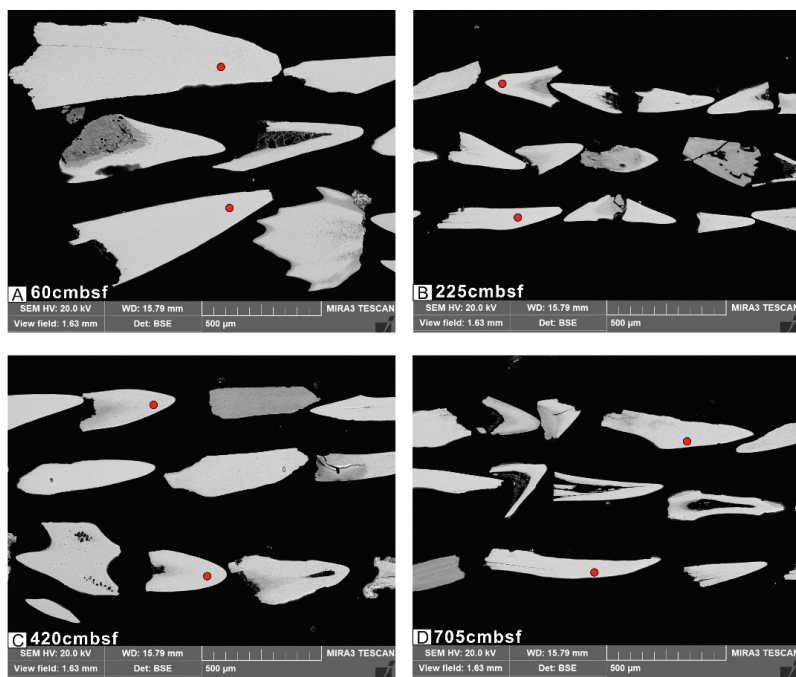 A 60cmbsf
SEM HV: 20.0 kV WD: 15.79 mm MIRA3 TESCAN
View field: 1.63 mm Det: BSE 500 µm
B 225cmbsf
SEM HV: 20.0 kV WD: 15.79 mm MIRA3 TESCAN
View field: 1.63 mm Det: BSE 500 µm
C 420cmbsf
SEM HV: 20.0 kV WD: 15.79 mm MIRA3 TESCAN
View field: 1.63 mm Det: BSE 500 µm
D 705cmbsf
SEM HV: 20.0 kV WD: 15.79 mm MIRA3 TESCAN
View field: 1.63 mm Det: BSE 500 µm